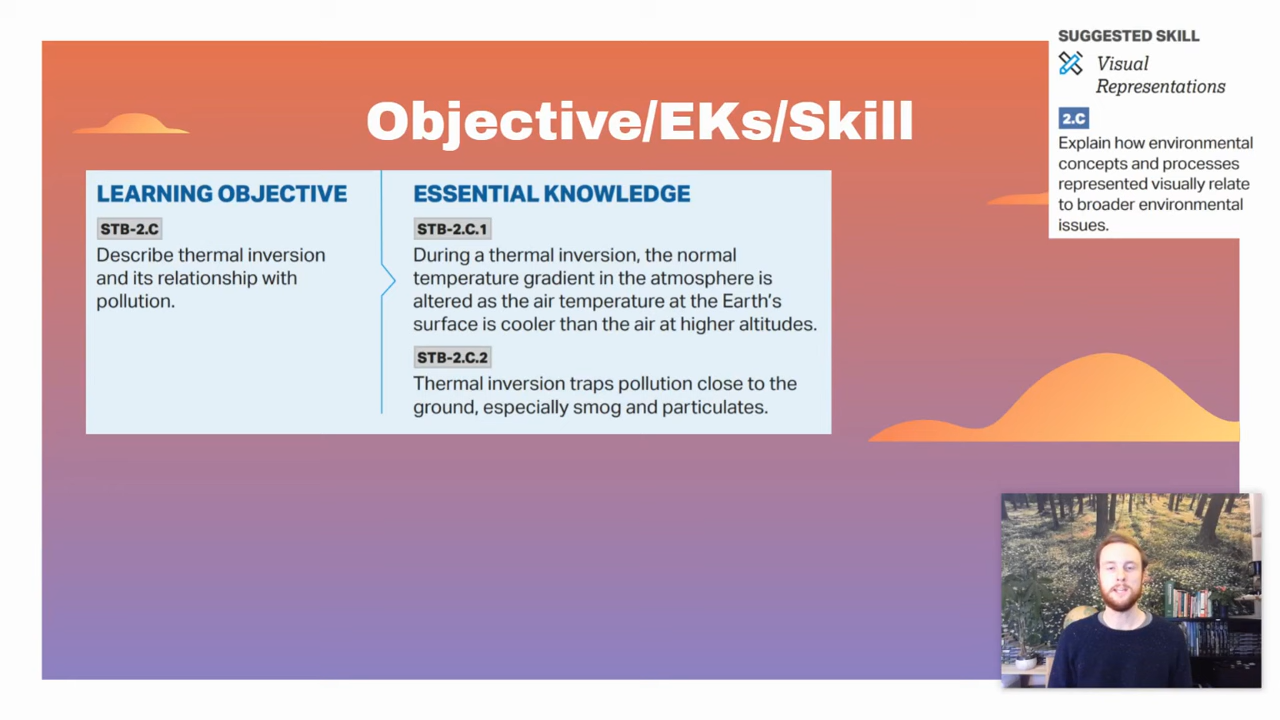 SUGGESTED SKILL
Visual
Representations
2.C
Explain how environmental
concepts and processes
represented visually relate
to broader environmental
issues.
Objective/EKs/Skill
LEARNING OBJECTIVE
STB-2.C
Describe thermal inversion
and its relationship with
pollution.
ESSENTIAL KNOWLEDGE
STB-2.C.1
During a thermal inversion, the normal
temperature gradient in the atmosphere is
altered as the air temperature at the Earth's
surface is cooler than the air at higher altitudes.
STB-2.C.2
Thermal inversion traps pollution close to the
ground, especially smog and particulates.